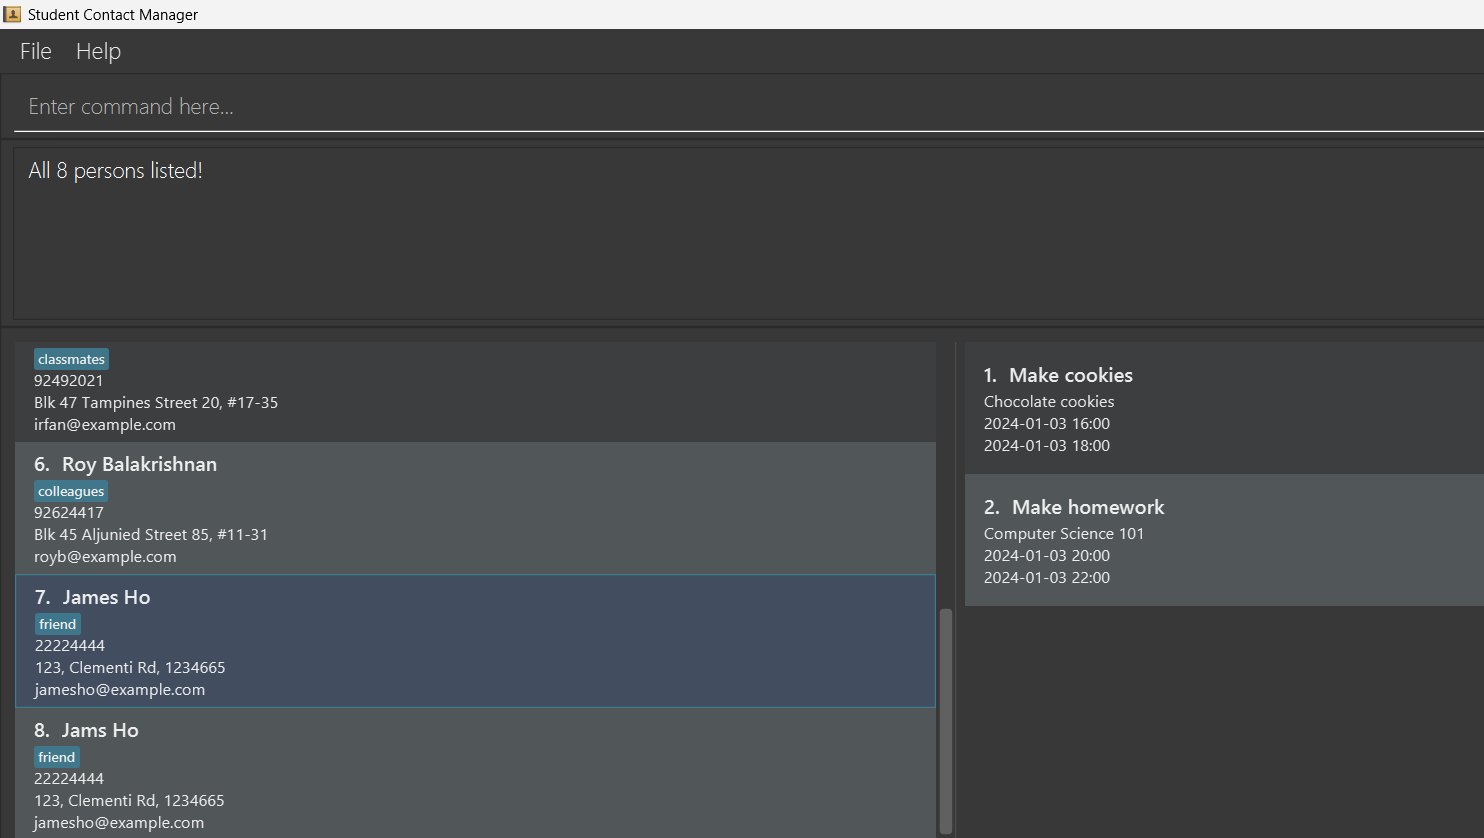 Student Contact Manager
File Help
Enter command here...
All 8 persons listed!
classmates
92492021
Blk 47 Tampines Street 20, #17-35
irfan@example.com
6. Roy Balakrishnan
colleagues
92624417
Blk 45 Aljunied Street 85, #11-31
royb@example.com
7. James Ho
friend
22224444
123, Clementi Rd, 1234665
jamesho@example.com
8. Jams Ho
friend
22224444
123, Clementi Rd, 1234665
jamesho@example.com
1. Make cookies
Chocolate cookies
2024-01-03 16:00
2024-01-03 18:00
2. Make homework
Computer Science 101
2024-01-03 20:00
2024-01-03 22:00